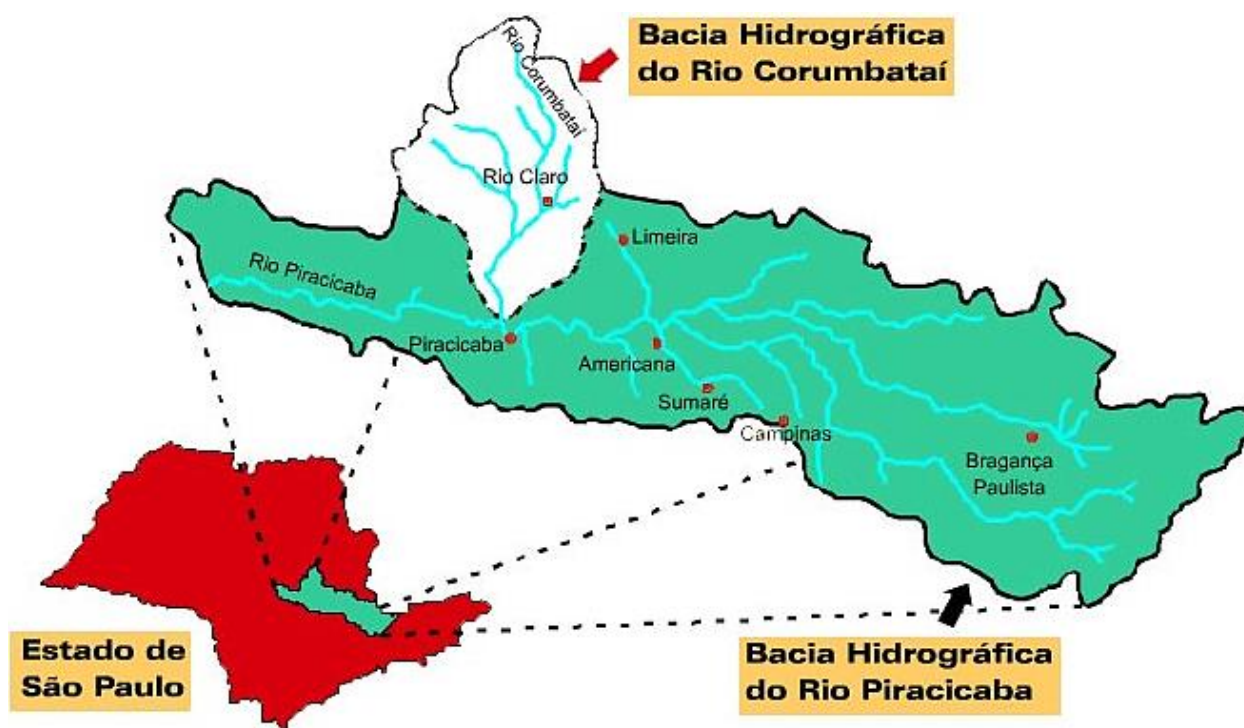 Bacia Hidrográfica
do Rio Corumbataí
Rio Corumbataí
Rio Claro
Limeira
Rio Piracicaba
Piracicaba
Americana
Sumaré
Campinas
Bragança
Paulista
Estado de
São Paulo
Bacia Hidrográfica
do Rio Piracicaba